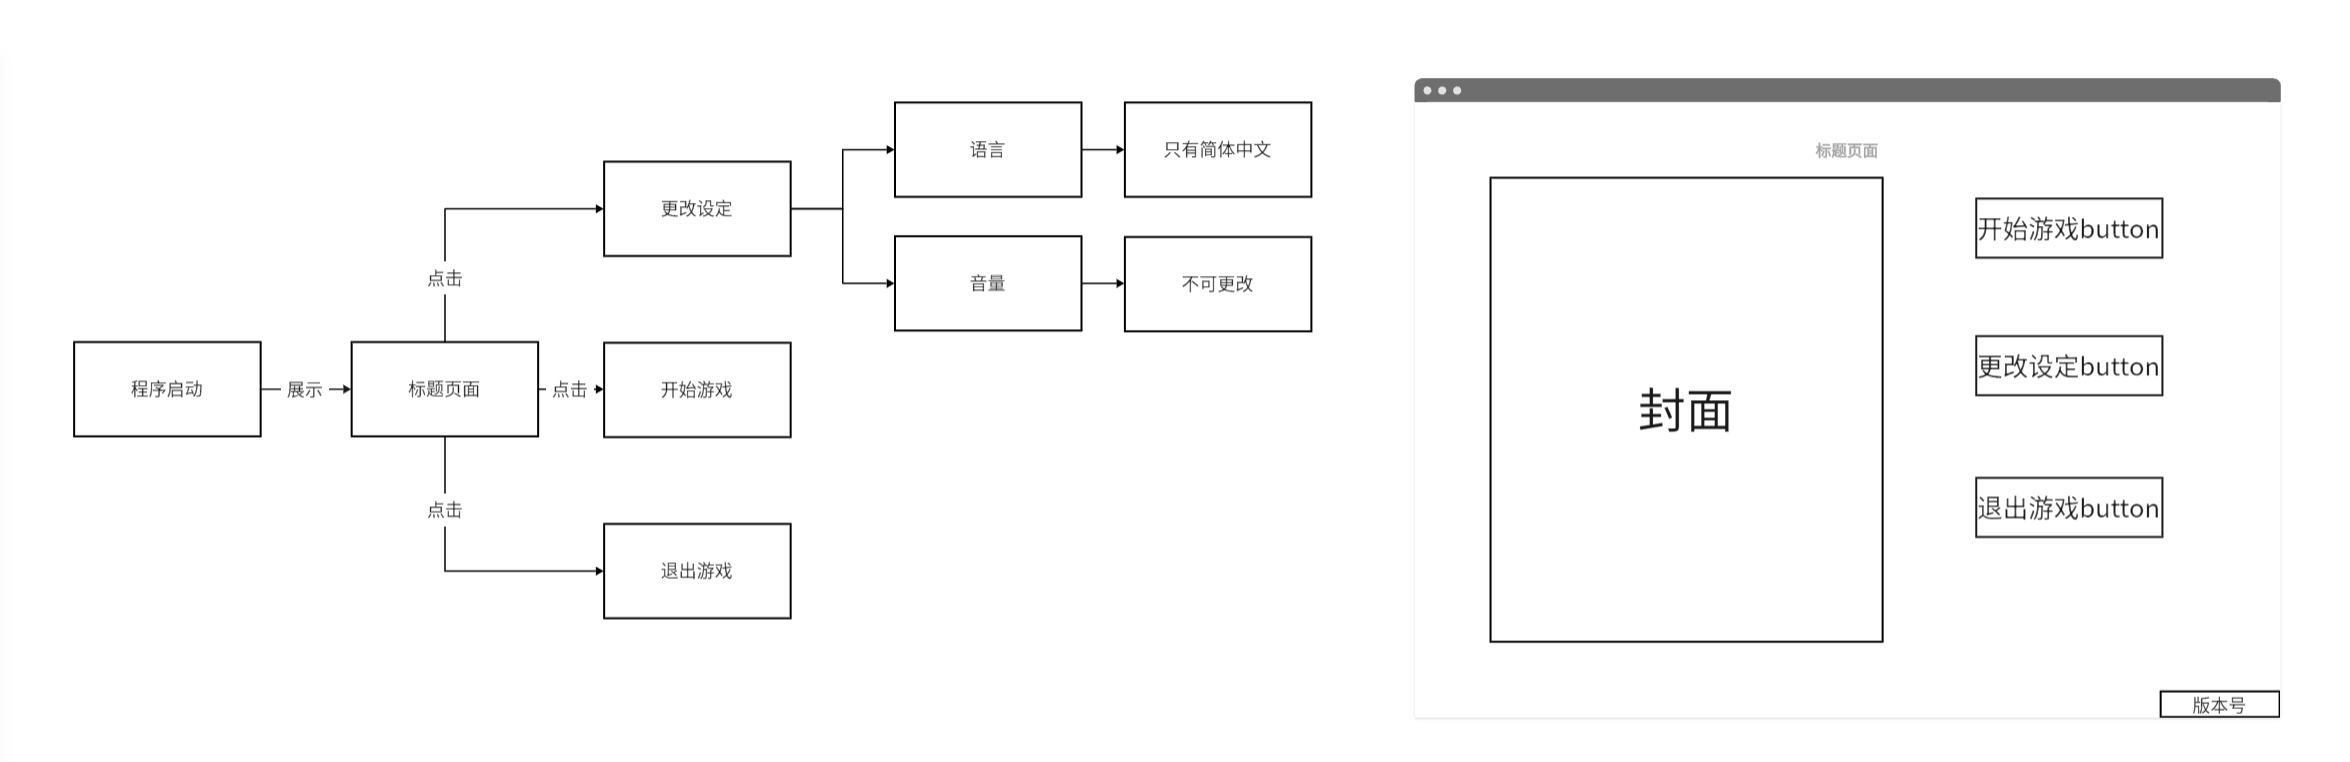 语言
只有简体中文
更改设定
点击
音量
不可更改
程序启动
展示
标题页面
点击
开始游戏
点击
退出游戏
标题页面
封面
开始游戏button
更改设定button
退出游戏button
版本号